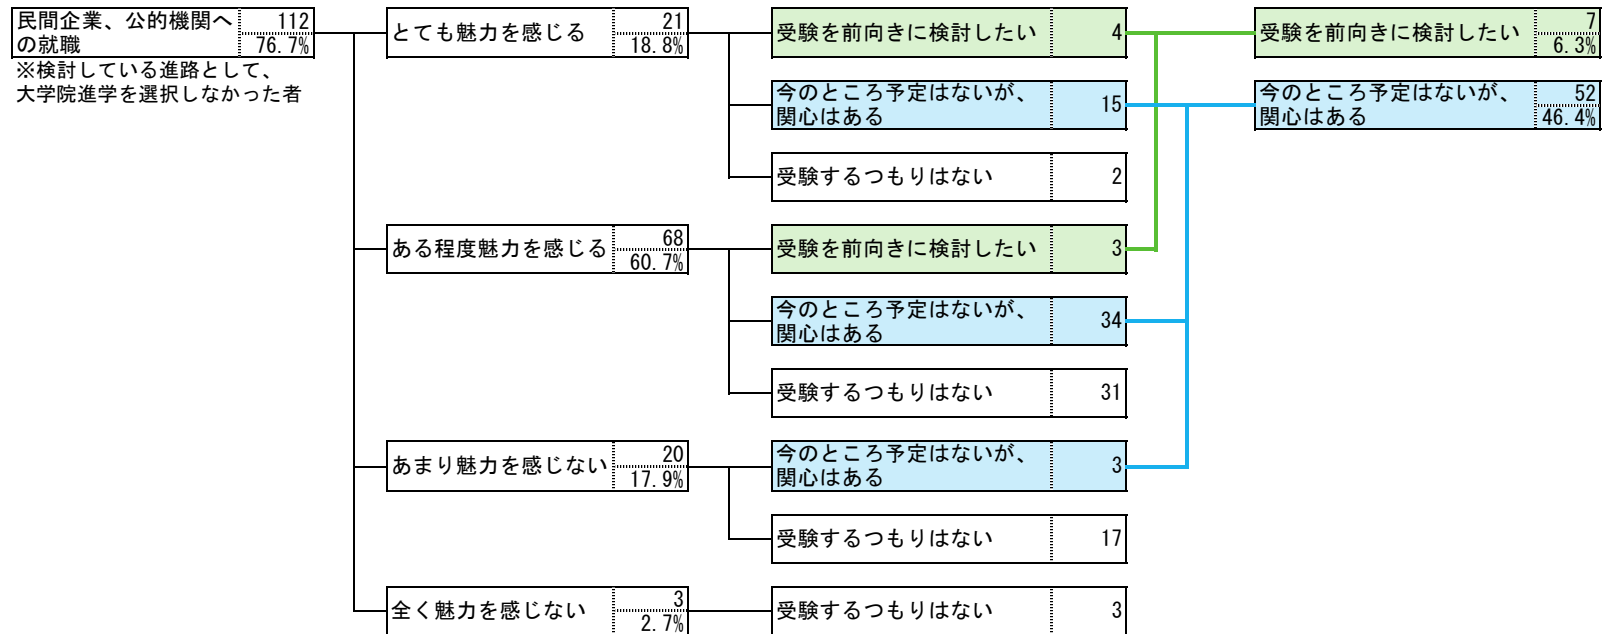 民間企業、公的機関へ
の就職
112
76.7%
※検討している進路として、
大学院進学を選択しなかった者
とても魅力を感じる
21
18.8%
受験を前向きに検討したい
4
今のところ予定はないが、
関心はある
15
受験するつもりはない
2
ある程度魅力を感じる
68
60.7%
受験を前向きに検討したい
3
今のところ予定はないが、
関心はある
34
受験するつもりはない
31
あまり魅力を感じない
20
17.9%
今のところ予定はないが、
関心はある
3
受験するつもりはない
17
全く魅力を感じない
3
2.7%
受験するつもりはない
3
受験を前向きに検討したい
7
6.3%
今のところ予定はないが、
関心はある
52
46.4%